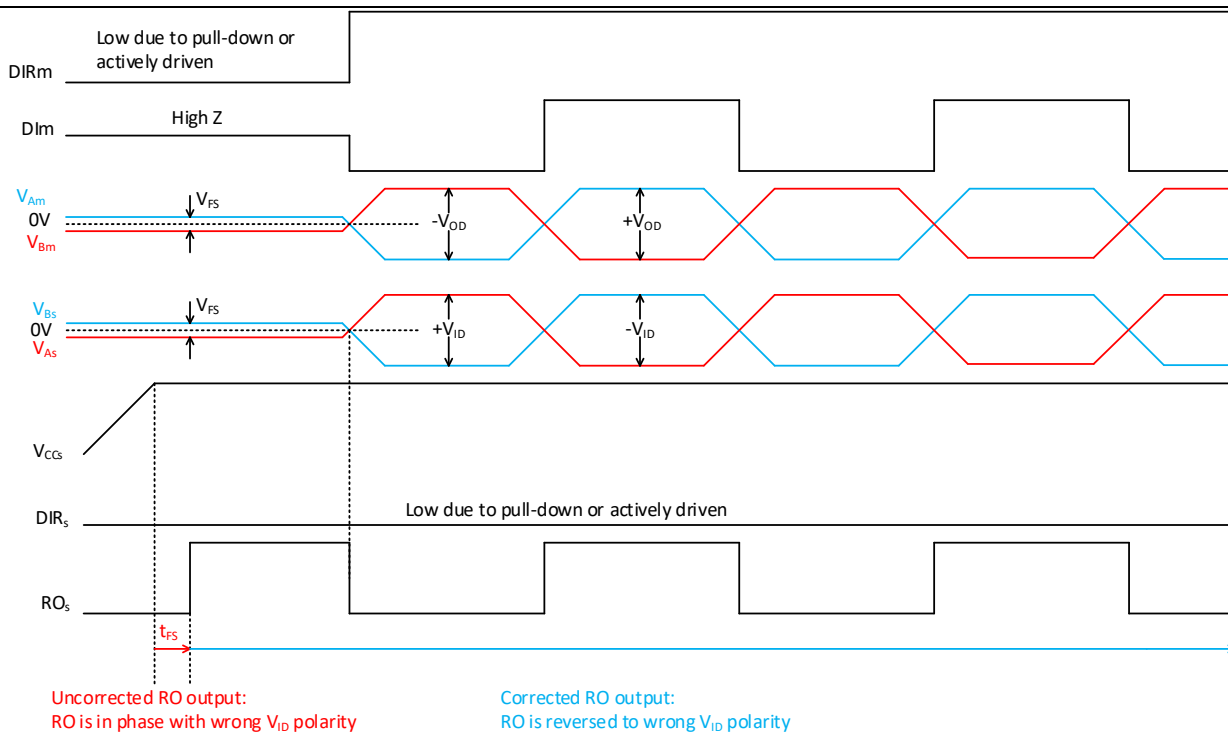 Low due to pull-down or
actively driven
DIRm
High Z
DIm
VAm
VFS
0V
-VOD
+VOD
VBm
VBs
VFS
0V
+VID
-VID
VAs
VCCs
Low due to pull-down or actively driven
DIRs
ROs
tFS
Uncorrected RO output:
RO is in phase with wrong VID polarity
Corrected RO output:
RO is reversed to wrong VID polarity